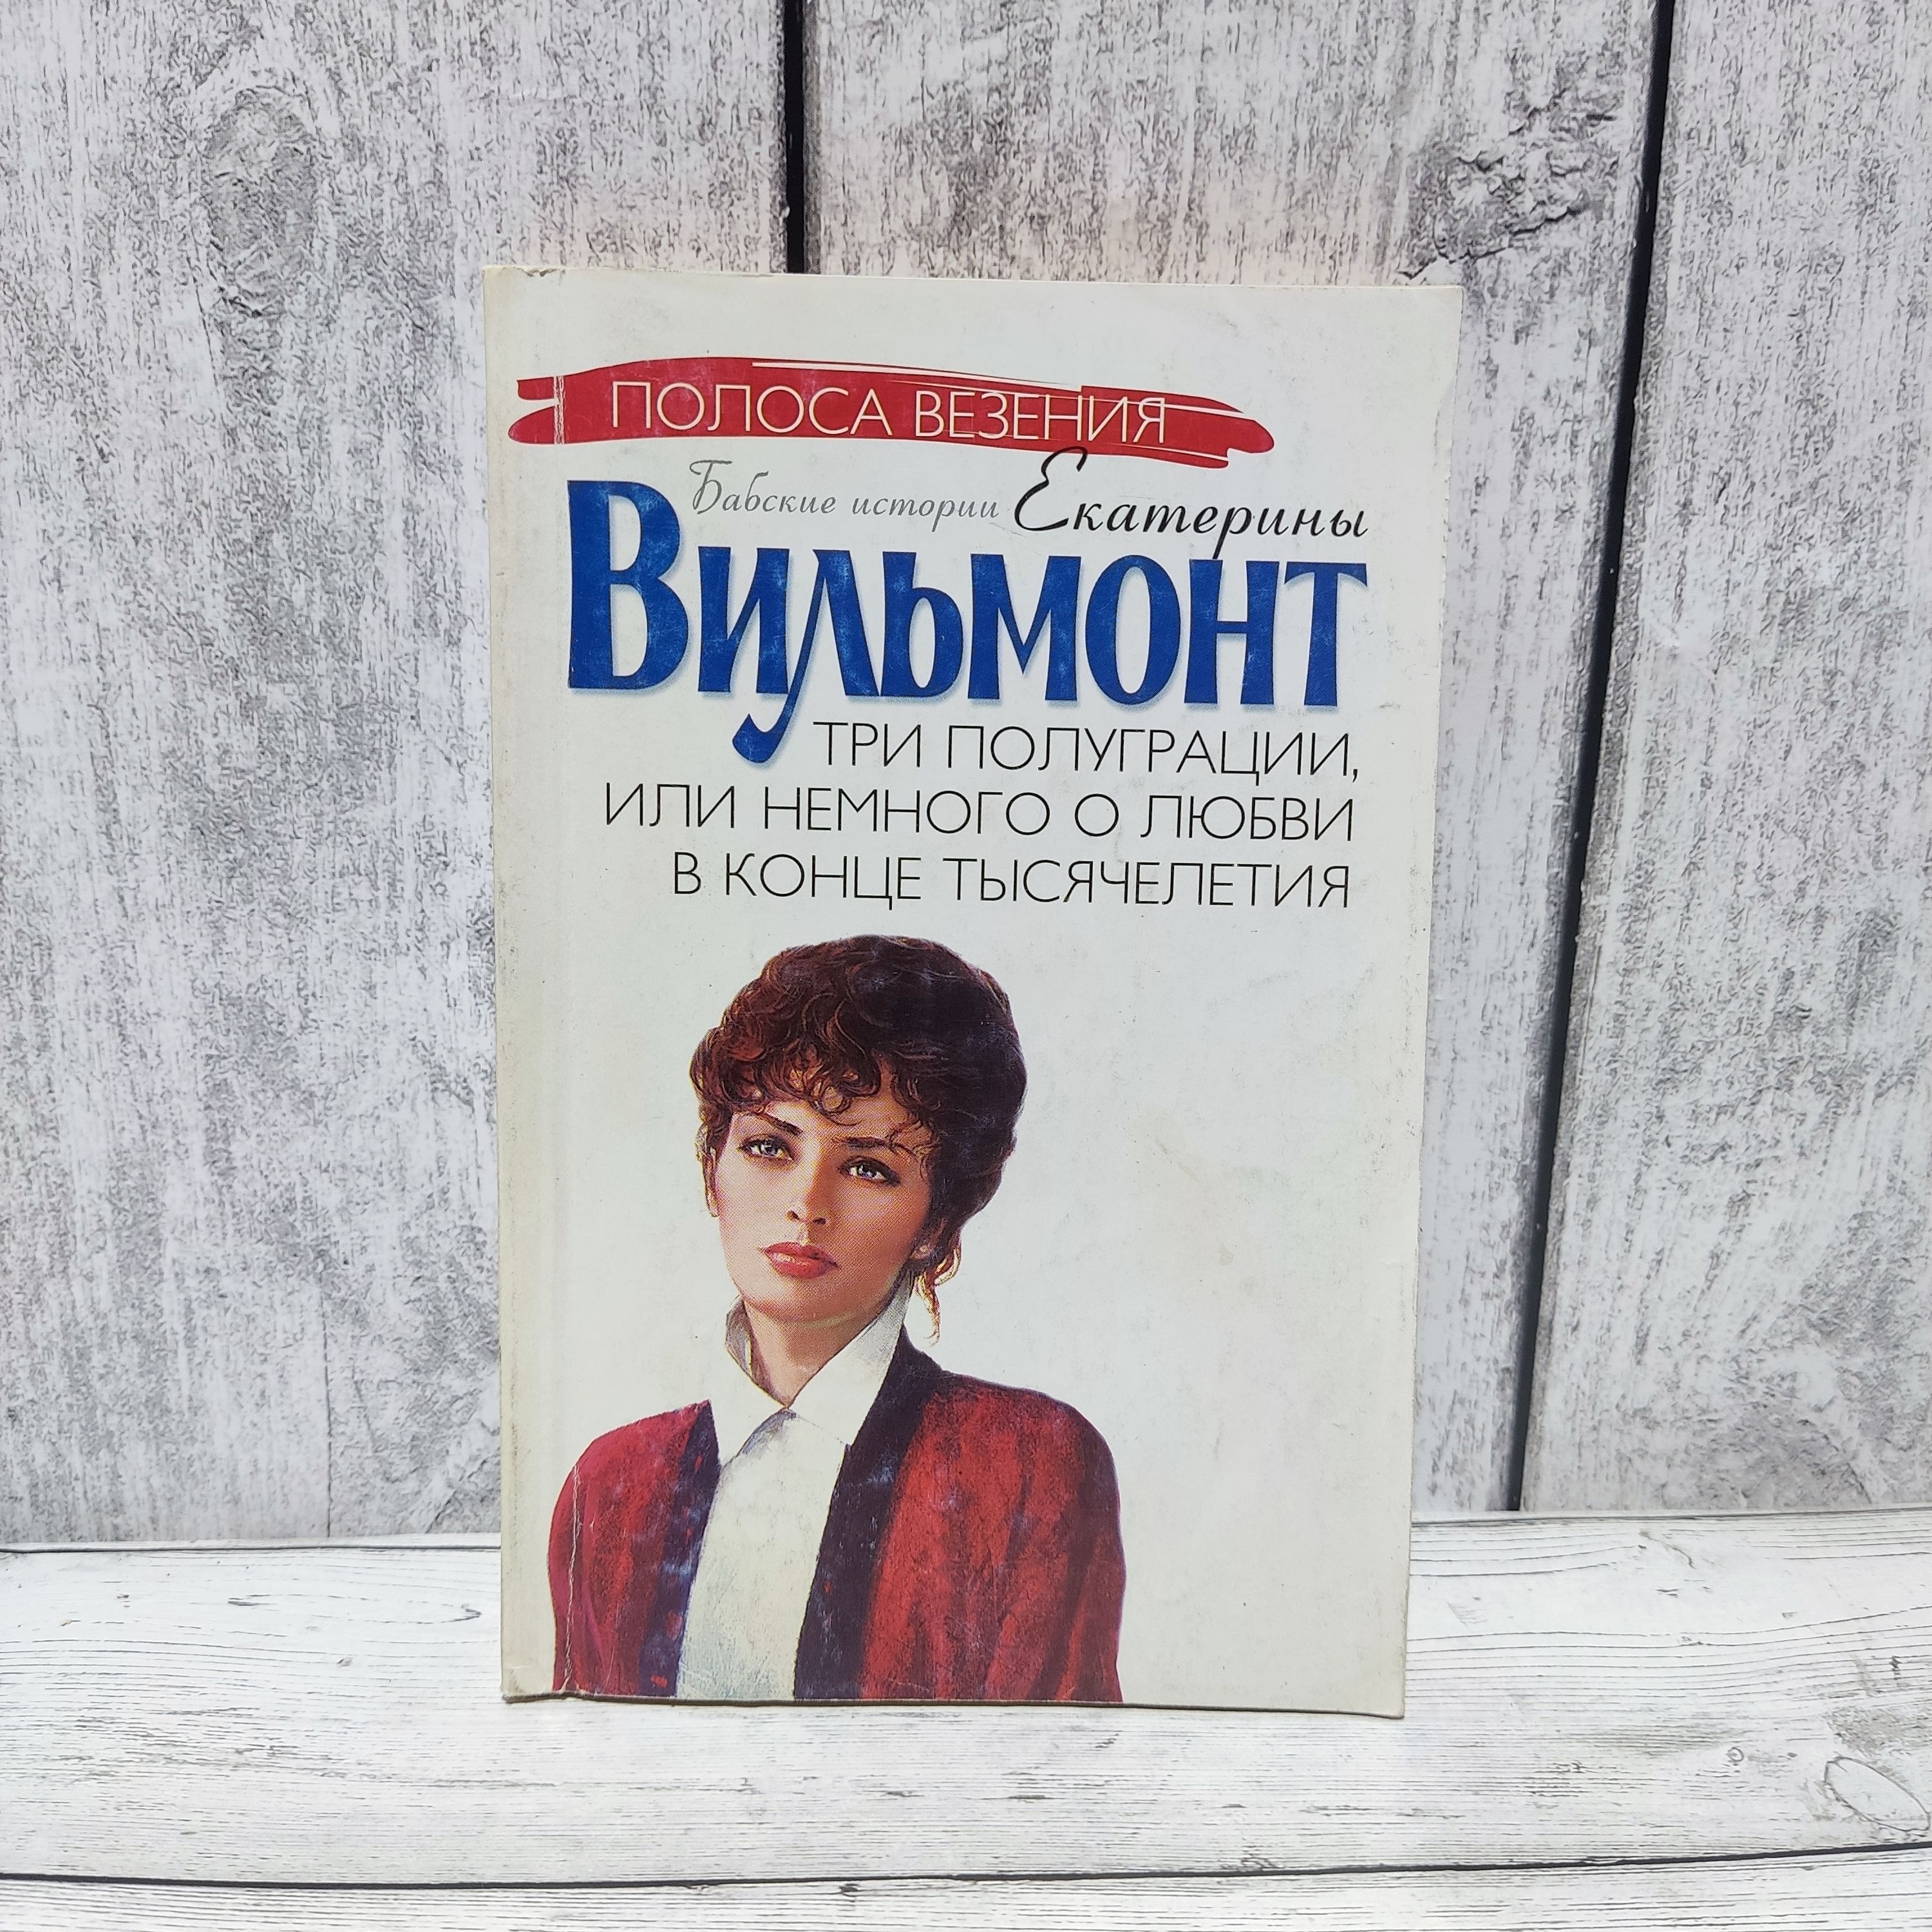 ПОЛОСА ВЕЗЕНИЯ
Бабские истории Екатерины
Вильмонт
ТРИ ПОЛУГРАЦИИ,
ИЛИ НЕМНОГО О ЛЮБВИ
В КОНЦЕ ТЫСЯЧЕЛЕТИЯ